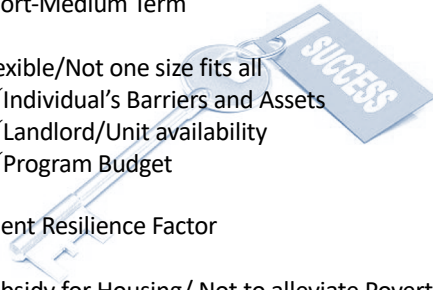 ort-Medium Term
exible/Not one size fits all
Individual's Barriers and Assets
Landlord/Unit availability
Program Budget
ent Resilience Factor
bsidy for Housing/ Not to alleviate Povert
SUCCESS